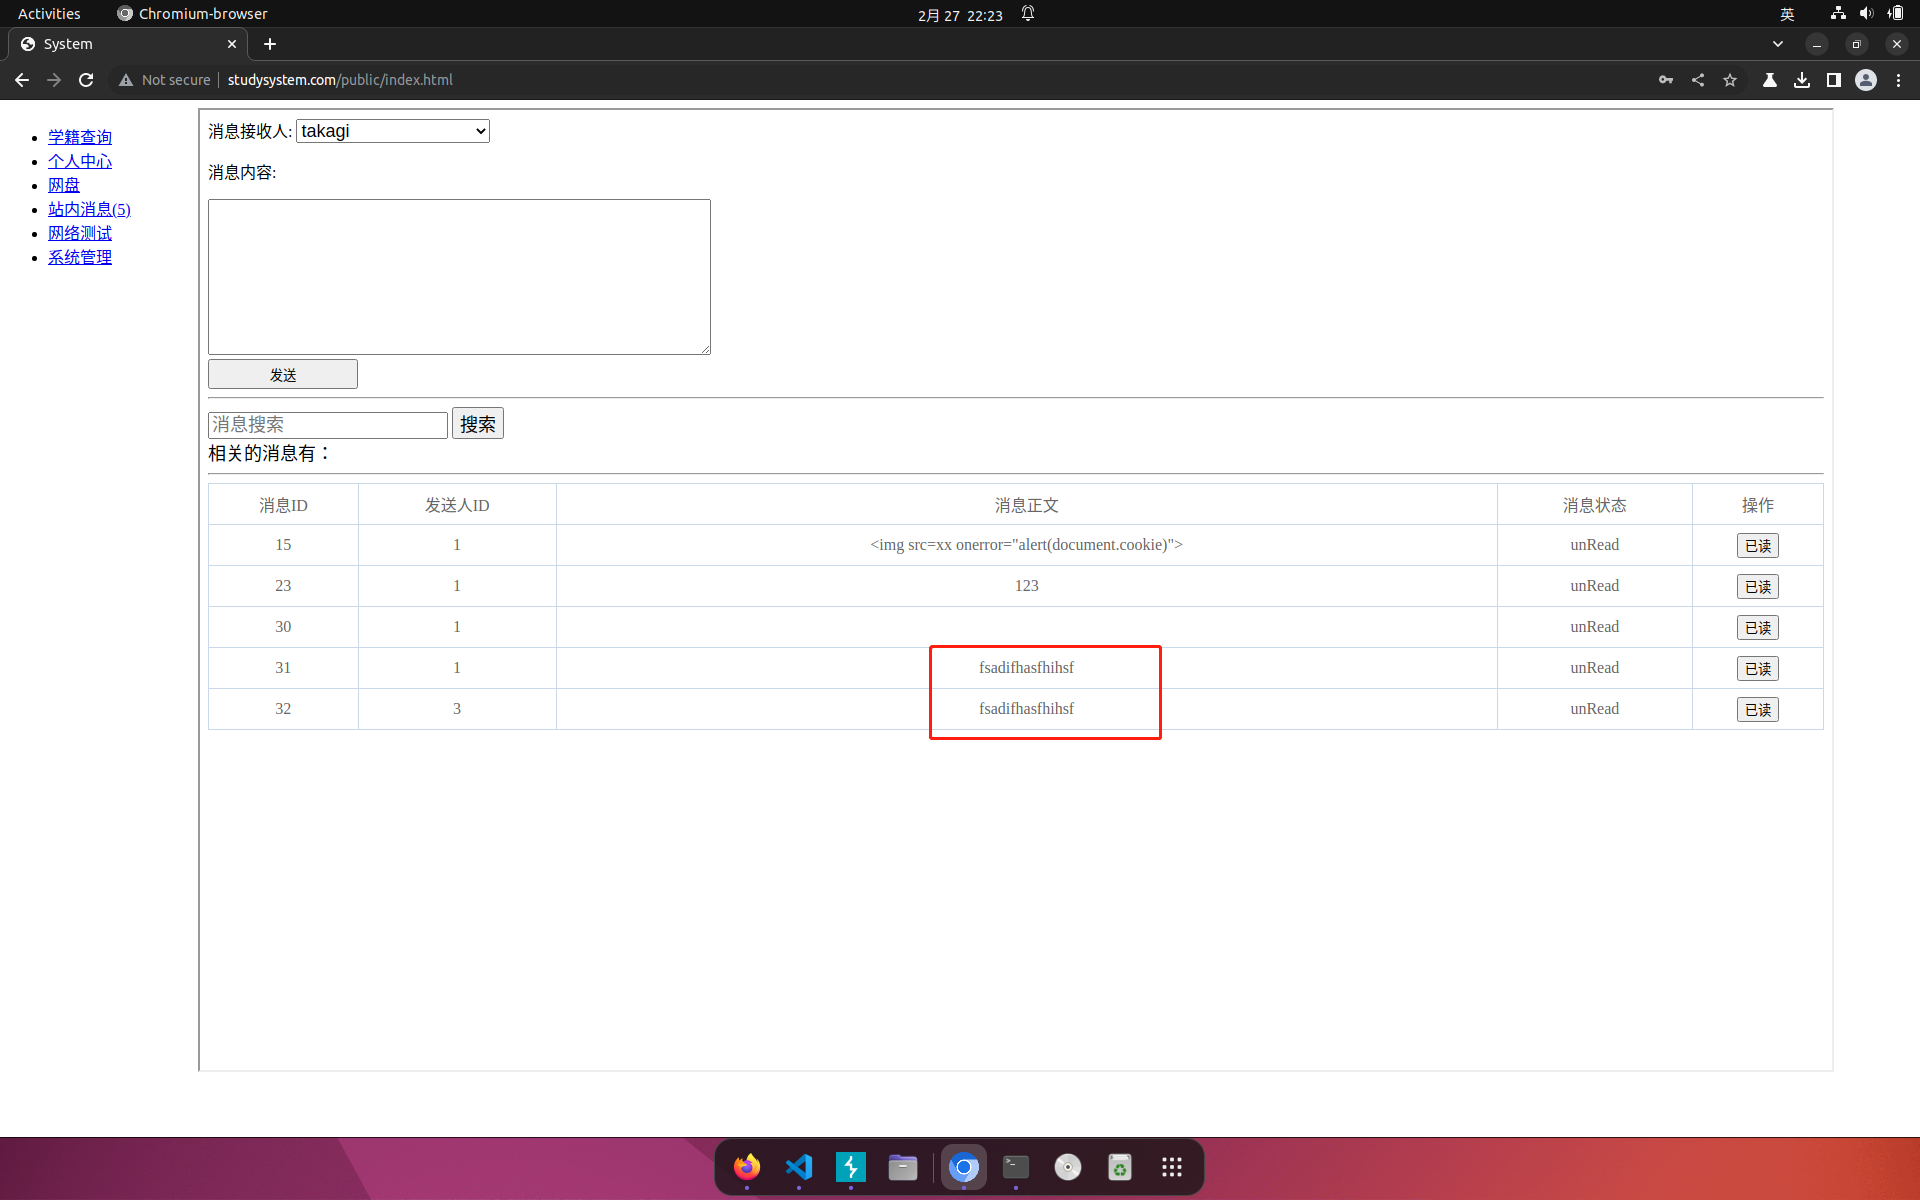 Activities Chromium-browser 2月 27 22:23 英
System
Not secure studysystem.com/public/index.html
学籍查询
个人中心
网盘
站内消息(5)
网络测试
系统管理
消息接收人: takagi
消息内容:
发送
消息搜索 搜索
相关的消息有：
消息ID 发送人ID 消息正文 消息状态 操作
15 1 <img src=xx onerror="alert(document.cookie)"> unRead 已读
23 1 123 unRead 已读
30 1 unRead 已读
31 1 fsadifhasfhihsf unRead 已读
32 3 fsadifhasfhihsf unRead 已读